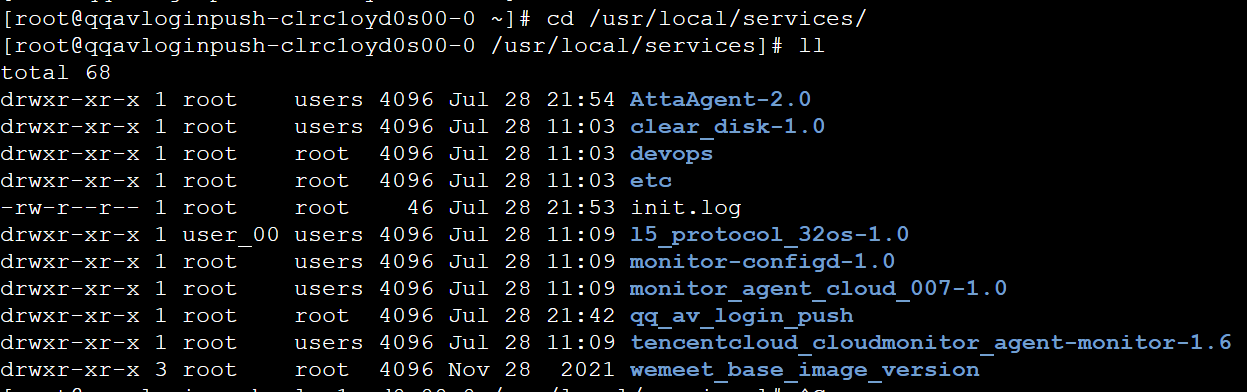 [root@qqavloginpush-clrc1oyd0s00-0 ~]# cd /usr/local/services/
[root@qqavloginpush-clrc1oyd0s00-0 /usr/local/services]# ll
total 68
drwxr-xr-x 1 root    users 4096 Jul 28 21:54 AttaAgent-2.0
drwxr-xr-x 1 root    users 4096 Jul 28 11:03 clear_disk-1.0
drwxr-xr-x 1 root    root  4096 Jul 28 11:03 devops
drwxr-xr-x 1 root    root  4096 Jul 28 11:03 etc
-rw-r--r-- 1 root    root    46 Jul 28 21:53 init.log
drwxr-xr-x 1 user_00 users 4096 Jul 28 11:09 l5_protocol_32os-1.0
drwxr-xr-x 1 root    users 4096 Jul 28 11:09 monitor-configd-1.0
drwxr-xr-x 1 root    users 4096 Jul 28 11:09 monitor_agent_cloud_007-1.0
drwxr-xr-x 1 root    root  4096 Jul 28 21:42 qq_av_login_push
drwxr-xr-x 1 root    users 4096 Jul 28 11:09 tencentcloud_cloudmonitor_agent-monitor-1.6
drwxr-xr-x 3 root    root  4096 Nov 28  2021 wemeet_base_image_version